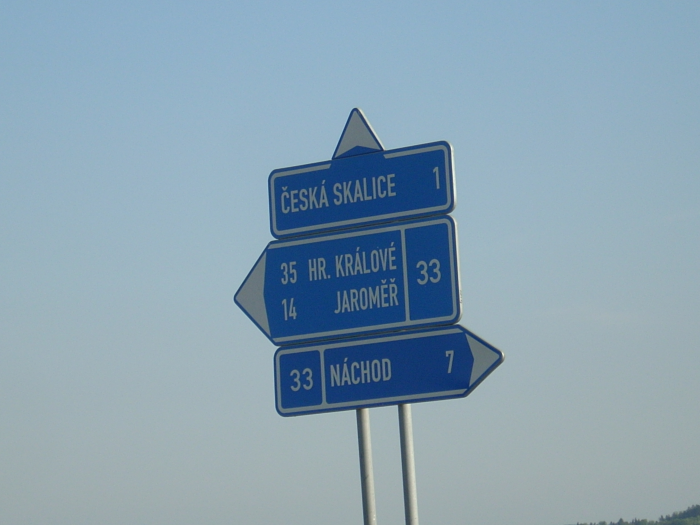 ČESKÁ SKALICE 1
35 HR. KRÁLOVÉ 33
14 JAROMĚŘ
33 NÁCHOD 7